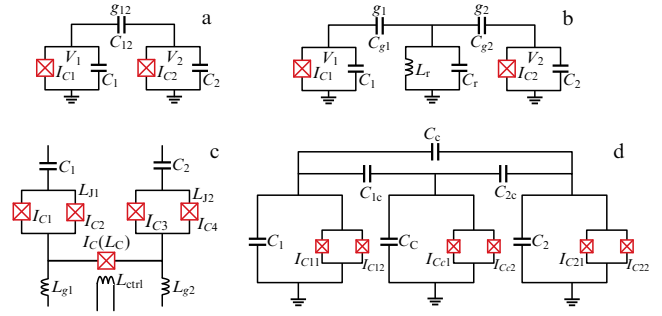 g12 a
C12
V1 V2
IC1 C1 IC2 C2
g1 g2 b
Cg1 Cg2
V1 V2
IC1 C1 Lr Cr IC2 C2
C1 C2 c
LJ1 LJ2
IC1 IC2 IC3 IC4
IC(LC)
Lg1 Lctrl Lg2
Cc d
C1c C2c
C1 CC C2
IC11 IC12 ICc1 ICc2 IC21 IC22